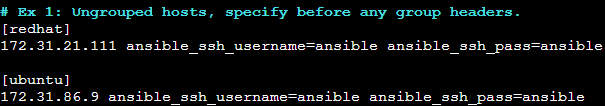 # Ex 1: Ungrouped hosts, specify before any group headers.
[redhat]
172.31.21.111 ansible_ssh_username=ansible ansible_ssh_pass=ansible
[ubuntu]
172.31.86.9 ansible_ssh_username=ansible ansible_ssh_pass=ansible